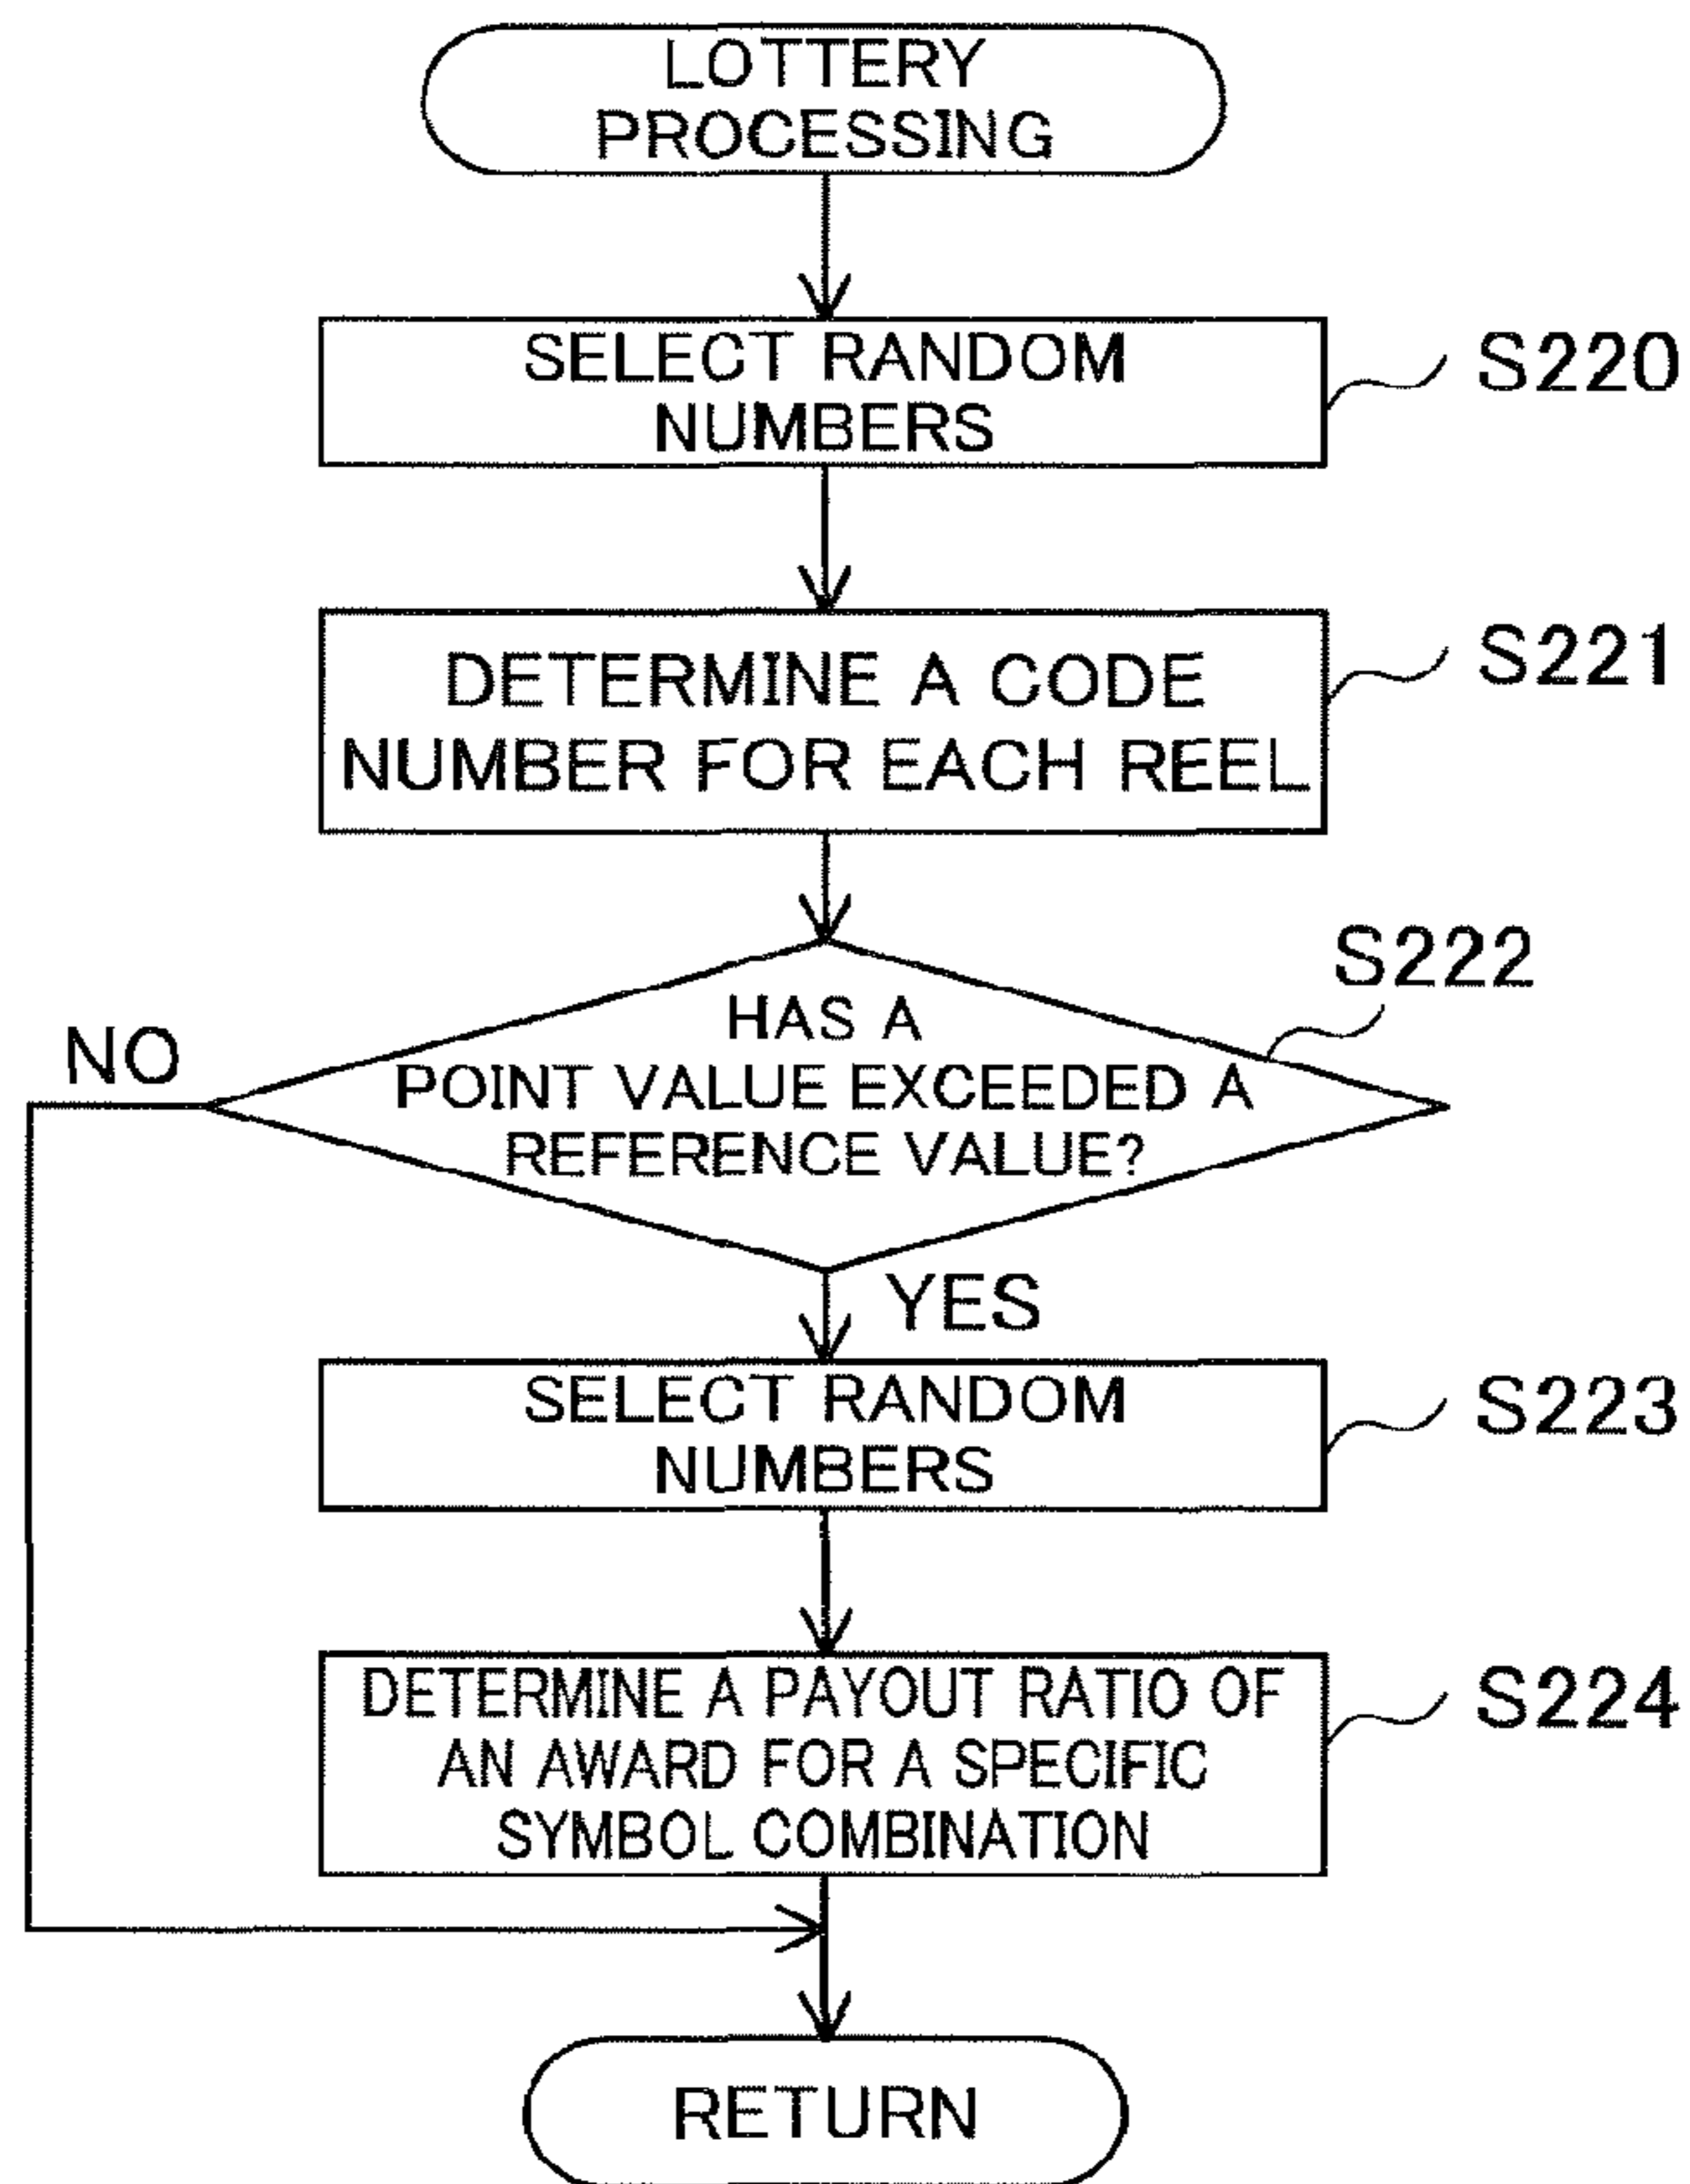 LOTTERY
PROCESSING
SELECT RANDOM
NUMBERS
S220
DETERMINE A CODE
NUMBER FOR EACH REEL
S221
S222
HAS A
POINT VALUE EXCEEDED A
REFERENCE VALUE?
NO
YES
SELECT RANDOM
NUMBERS
S223
DETERMINE A PAYOUT RATIO OF
AN AWARD FOR A SPECIFIC
SYMBOL COMBINATION
S224
RETURN